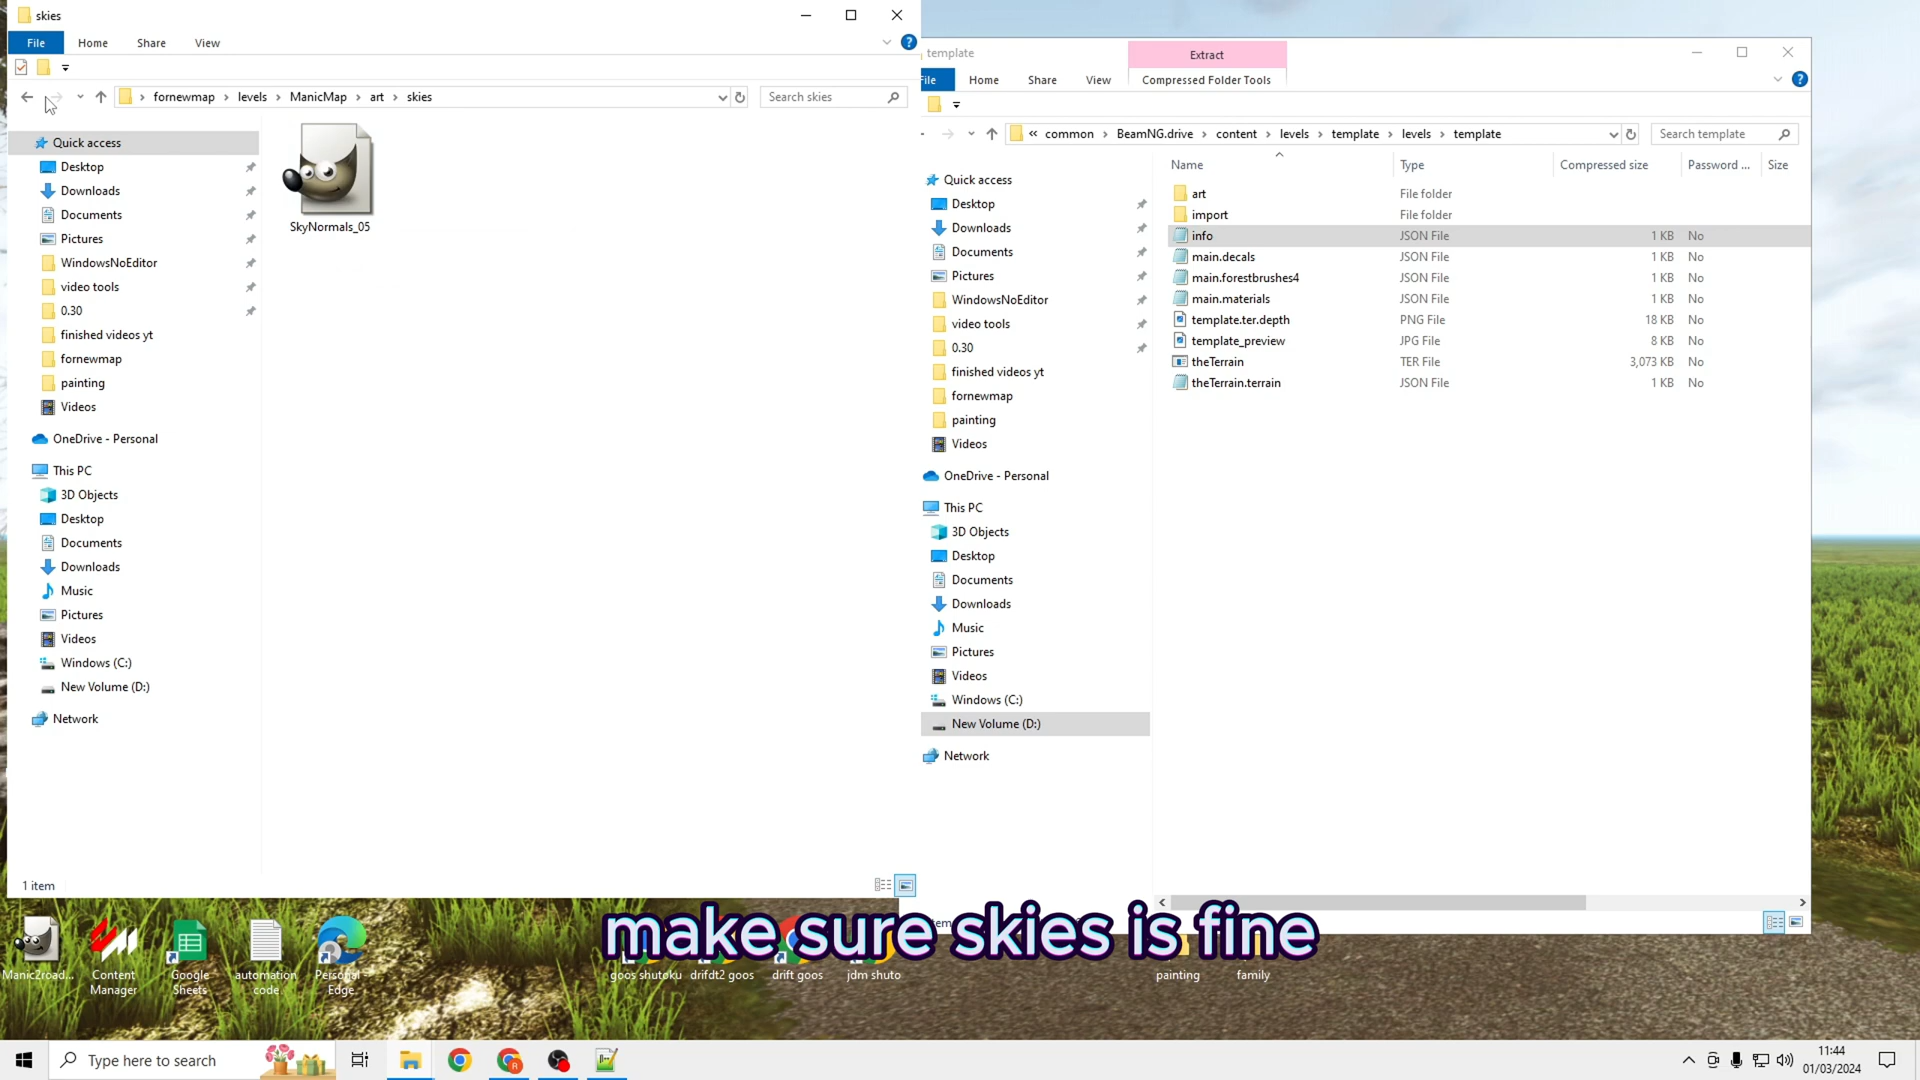 skies
File
Home
Share
View
fornewmap > levels > ManicMap > art > skies
Search skies
Quick access
Desktop
Downloads
Documents
Pictures
WindowsNoEditor
video tools
0.30
finished videos yt
fornewmap
painting
Videos
OneDrive - Personal
This PC
3D Objects
Desktop
Documents
Downloads
Music
Pictures
Videos
Windows (C:)
New Volume (D:)
Network
SkyNormals_05
1 item
template
Extract
File
Home
Share
View
Compressed Folder Tools
« common > BeamNG.drive > content > levels > template > levels > template
Search template
Quick access
Desktop
Downloads
Documents
Pictures
WindowsNoEditor
video tools
0.30
finished videos yt
fornewmap
painting
Videos
OneDrive - Personal
This PC
3D Objects
Desktop
Documents
Downloads
Music
Pictures
Videos
Windows (C:)
New Volume (D:)
Network
Name Type Compressed size Password ... Size
art File folder
import File folder
info JSON File 1 KB No
main.decals JSON File 1 KB No
main.forestbrushes4 JSON File 1 KB No
main.materials JSON File 1 KB No
template.ter.depth PNG File 18 KB No
template_preview JPG File 8 KB No
theTerrain TER File 3,073 KB No
theTerrain.terrain JSON File 1 KB No
make sure skies is fine
Manic2road...
Content Manager
Google Sheets
automation code
Personal - Edge
goos shutoku
drifdt2 goos
drift goos
jdm shuto
painting
family
Type here to search
11:44
01/03/2024